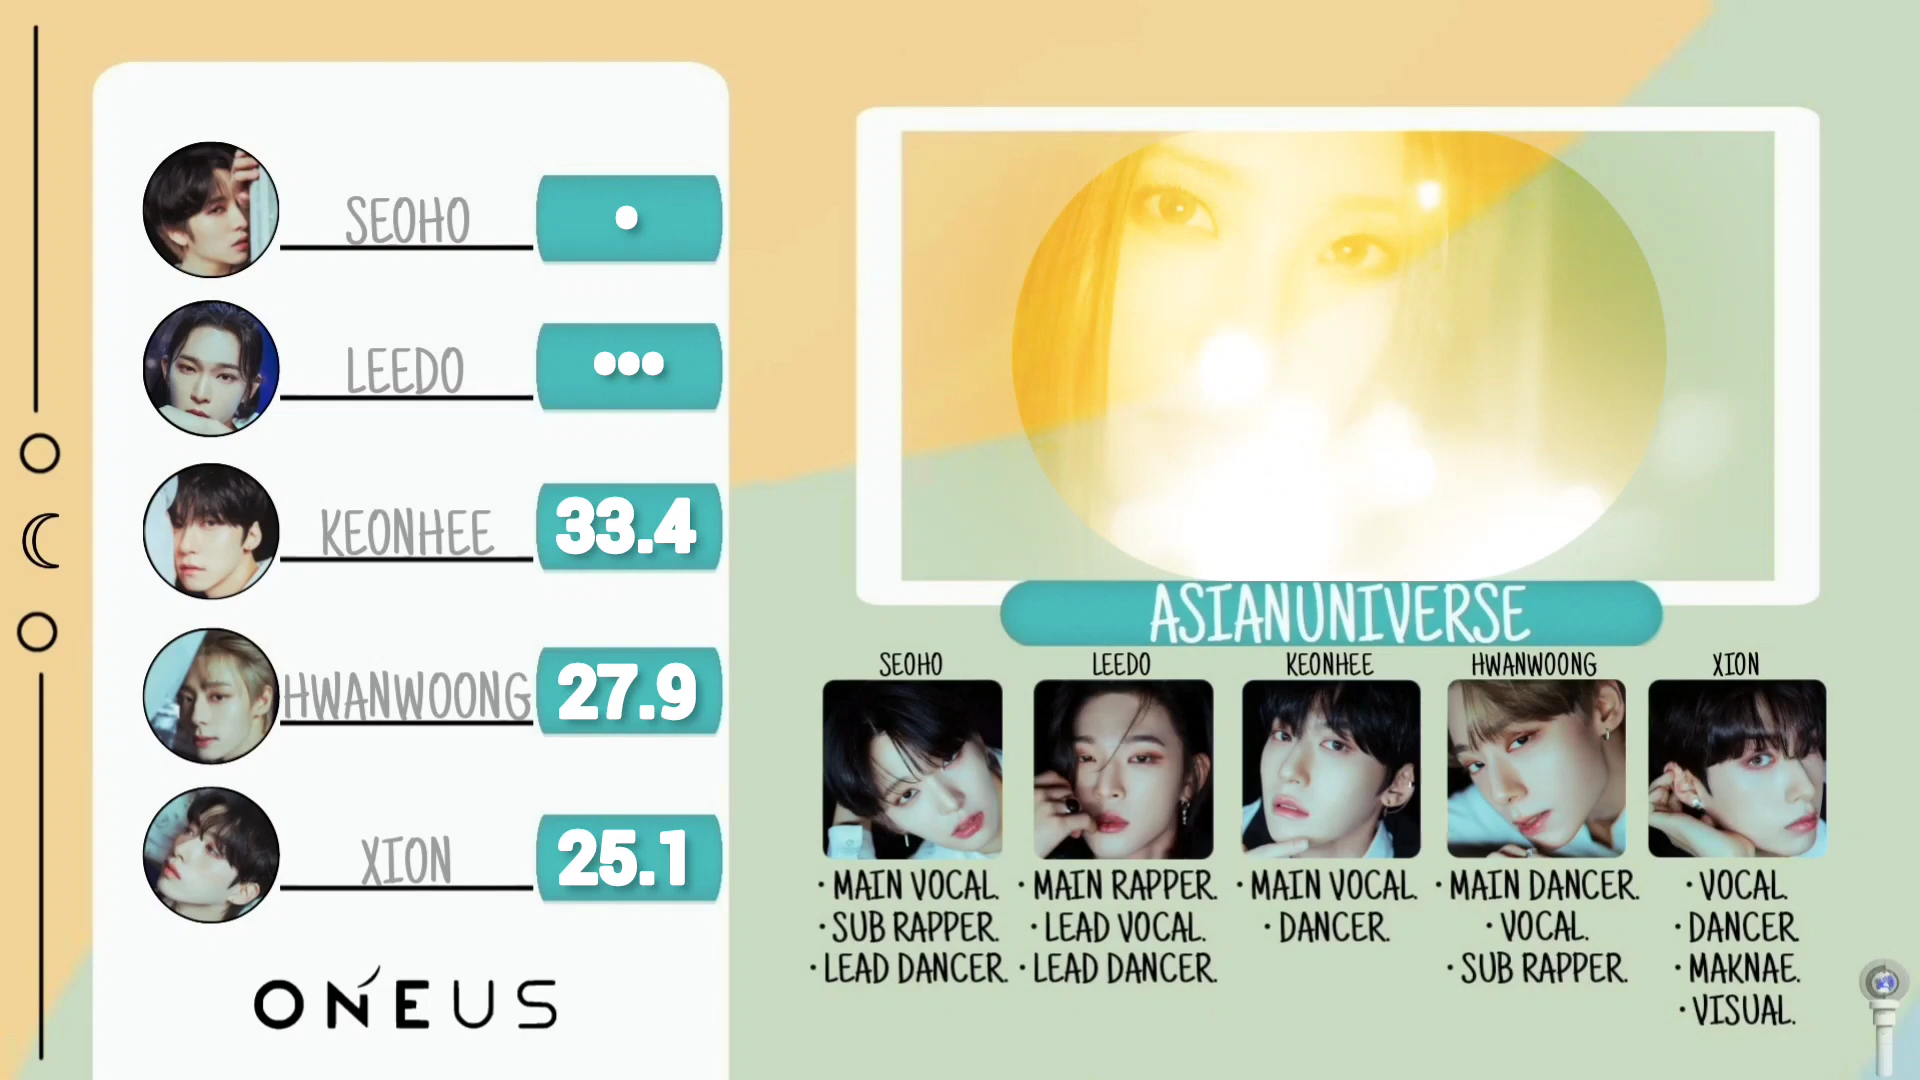 SEOHO
•
LEEDO
•••
KEONHEE
33.4
HWANWOONG
27.9
XION
25.1
ONEUS
ASIANUNIVERSE
SEOHO
LEEDO
KEONHEE
HWANWOONG
XION
· MAIN VOCAL.
· SUB RAPPER.
· LEAD DANCER.
· MAIN RAPPER.
· LEAD VOCAL.
· LEAD DANCER.
· MAIN VOCAL.
· DANCER.
· MAIN DANCER.
· VOCAL.
· SUB RAPPER.
· VOCAL.
· DANCER.
· MAKNAE.
· VISUAL.